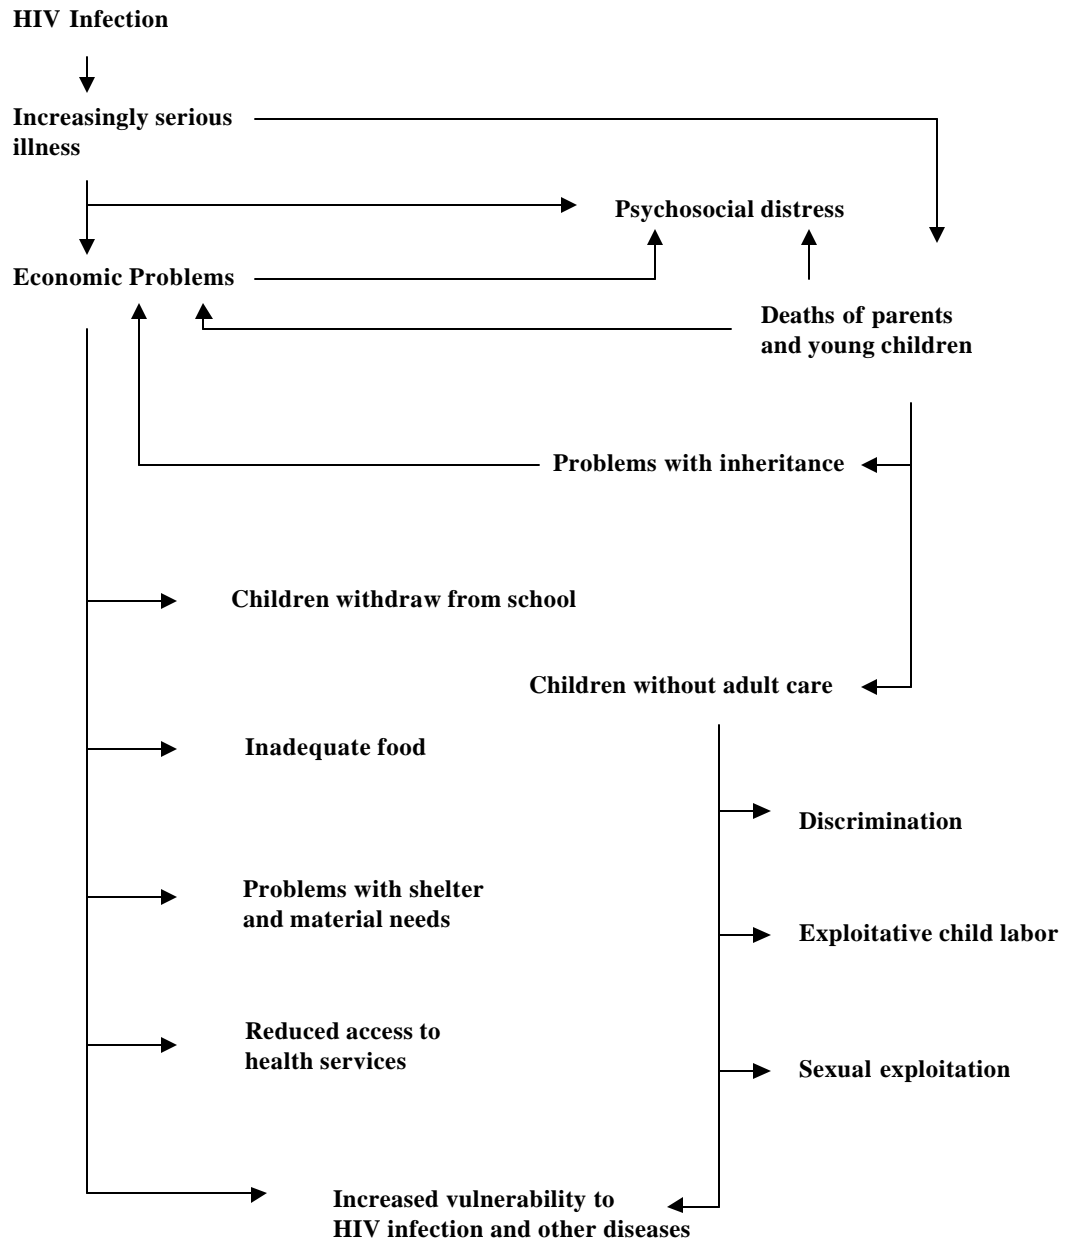 HIV Infection
Increasingly serious
illness
Psychosocial distress
Economic Problems
Deaths of parents
and young children
Problems with inheritance
Children withdraw from school
Children without adult care
Inadequate food
Discrimination
Problems with shelter
and material needs
Exploitative child labor
Reduced access to
health services
Sexual exploitation
Increased vulnerability to
HIV infection and other diseases